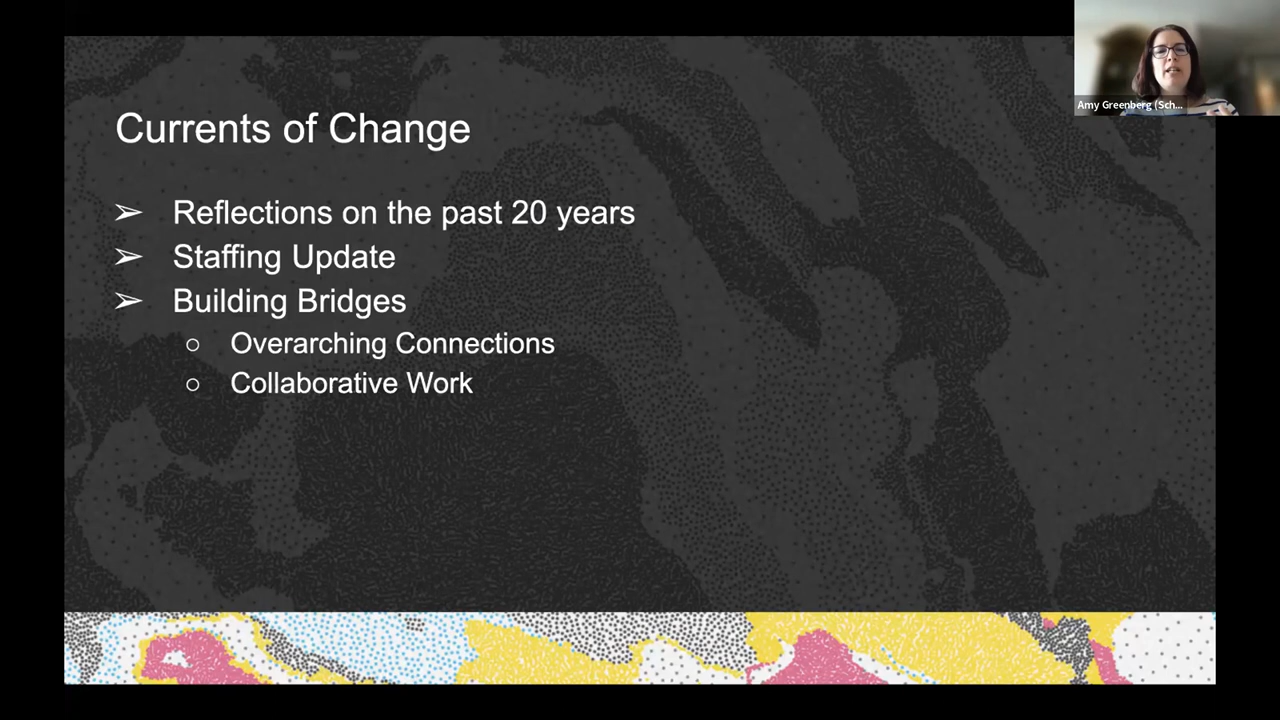 Currents of Change
➢ Reflections on the past 20 years
➢ Staffing Update
➢ Building Bridges
○ Overarching Connections
○ Collaborative Work
Amy Greenberg (Sch...